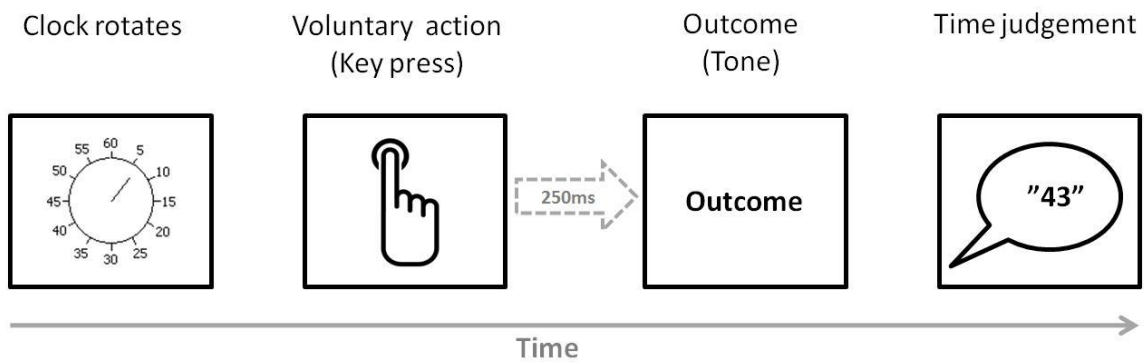 Clock rotates
Voluntary action
(Key press)
Outcome
(Tone)
Time judgement
60
55
5
50
10
45
15
40
20
35
25
30
250ms
Outcome
”43”
Time